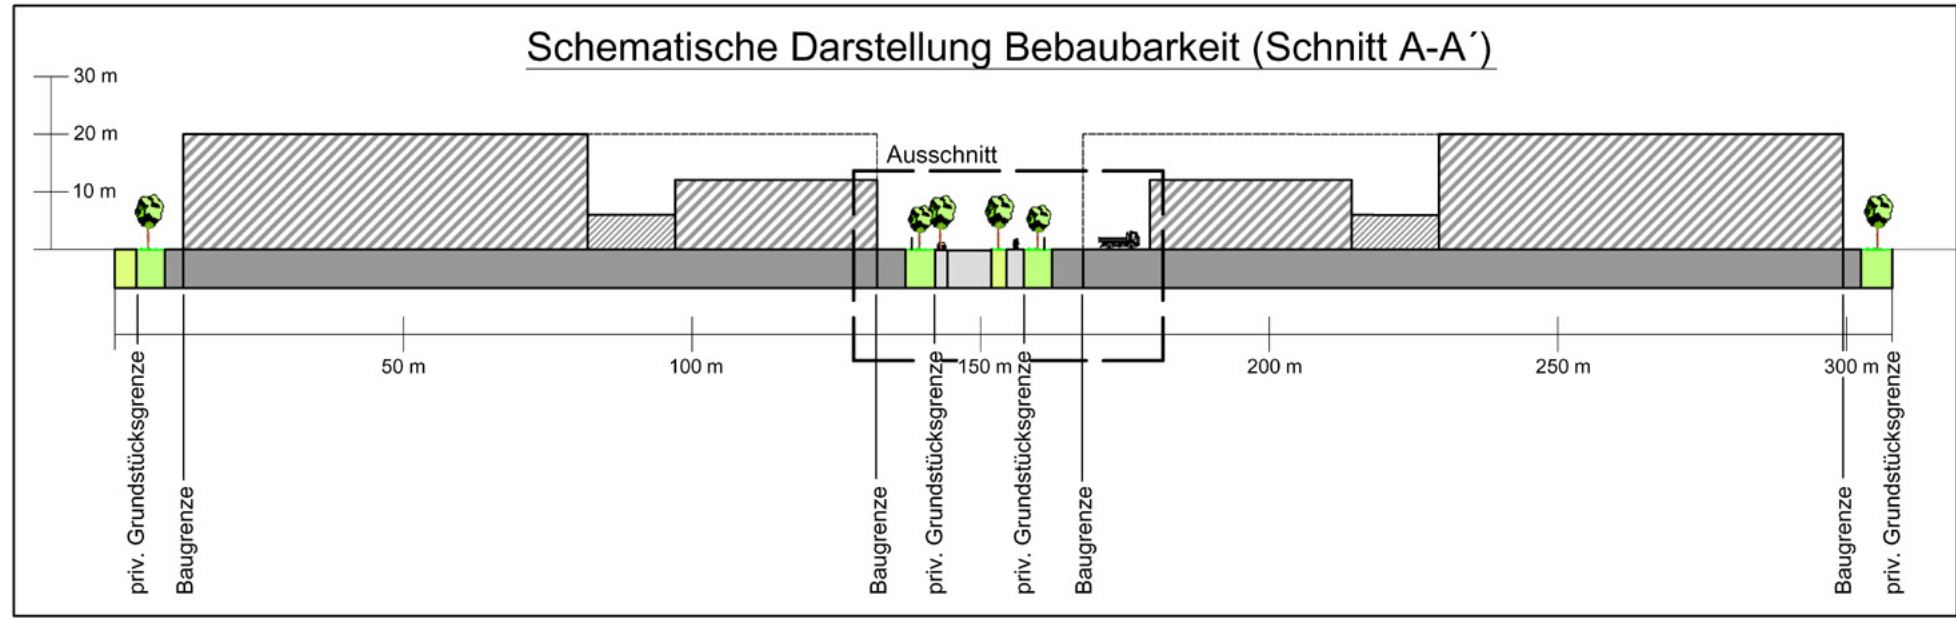 Schematische Darstellung Bebaubarkeit (Schnitt A-A´)
30 m
20 m
10 m
Ausschnitt
50 m
100 m
150 m
200 m
250 m
300 m
priv. Grundstücksgrenze
Baugrenze
Baugrenze
priv. Grundstücksgrenze
priv. Grundstücksgrenze
Baugrenze
Baugrenze
priv. Grundstücksgrenze